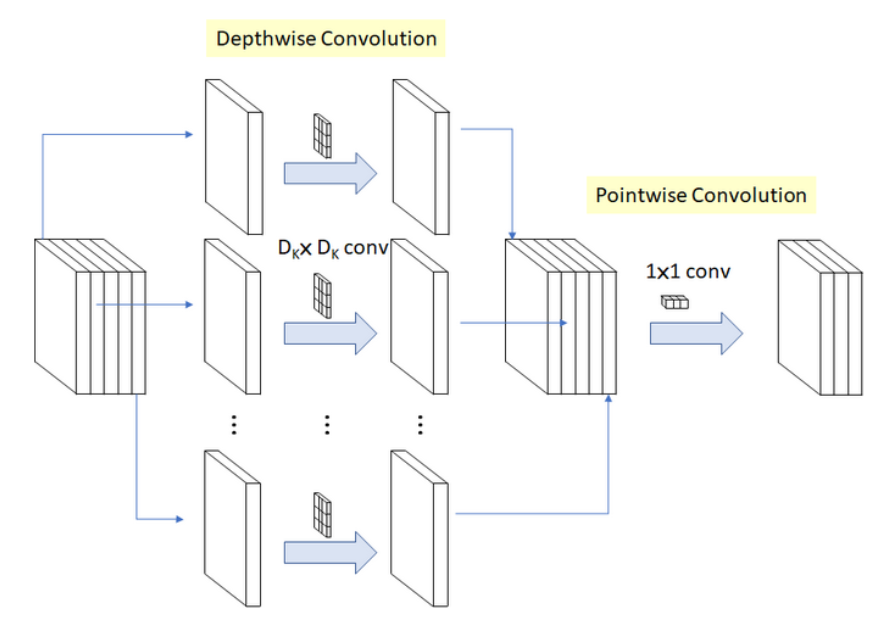 Depthwise Convolution
Pointwise Convolution
Dₖx Dₖ conv
1x1 conv